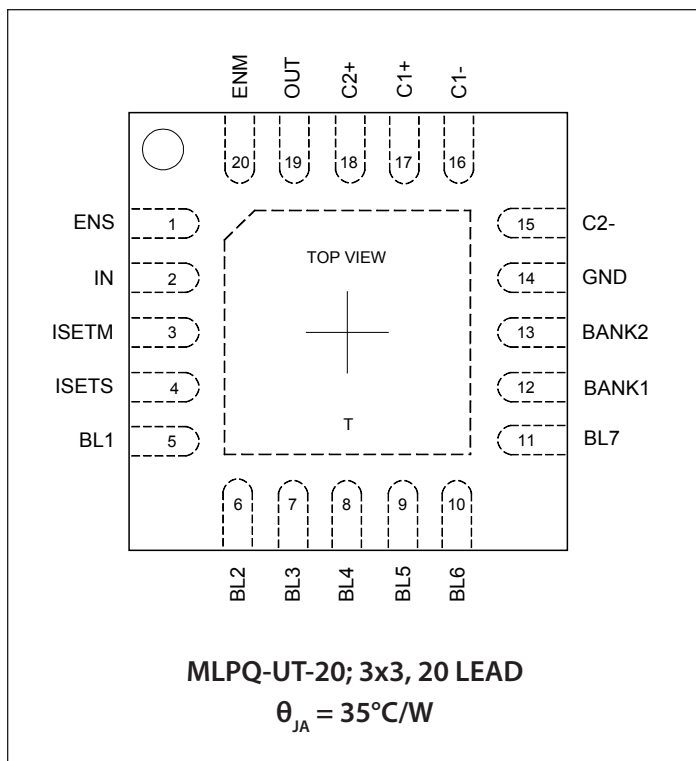 ENM
OUT
C2+
C1+
C1-
20
19
18
17
16
ENS 1
IN 2
ISETM 3
ISETS 4
BL1 5
TOP VIEW
T
15 C2-
14 GND
13 BANK2
12 BANK1
11 BL7
6
7
8
9
10
BL2
BL3
BL4
BL5
BL6
MLPQ-UT-20; 3x3, 20 LEAD
θJA = 35°C/W